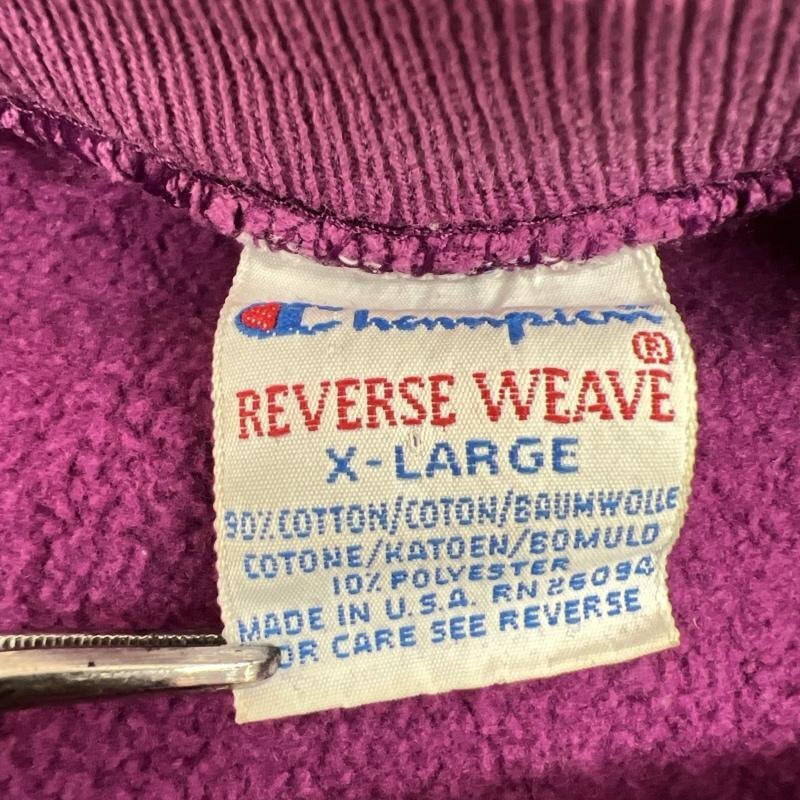 Champion
REVERSE WEAVE®
X-LARGE
90% COTTON/COTON/BAUMWOLLE
COTONE/KATOEN/BOMULD
10% POLYESTER
MADE IN U.S.A. RN 26094
FOR CARE SEE REVERSE